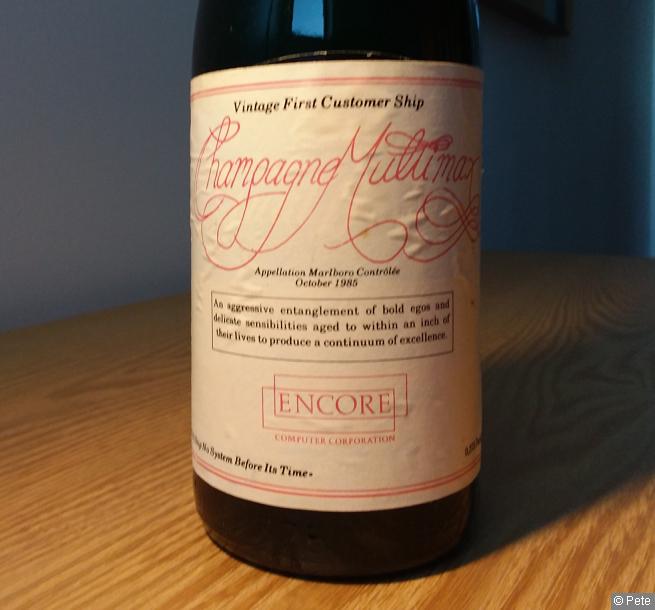 Vintage First Customer Ship
Champagne Multimax
Appellation Marlboro Contrôlée
October 1985
An aggressive entanglement of bold egos and
delicate sensibilities aged to within an inch of
their lives to produce a continuum of excellence.
ENCORE
COMPUTER CORPORATION
No System Before Its Time
© Pete